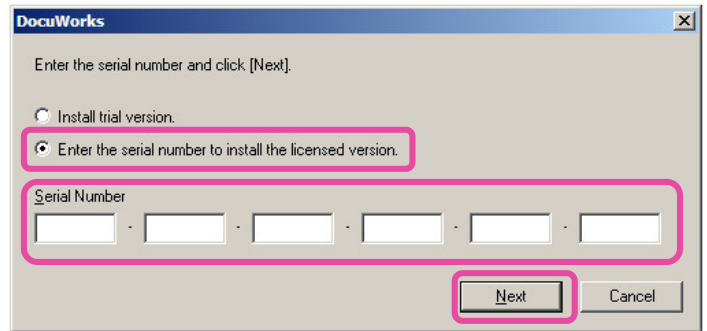 DocuWorks
Enter the serial number and click [Next].
Install trial version.
Enter the serial number to install the licensed version.
Serial Number
- - - - -
Next Cancel